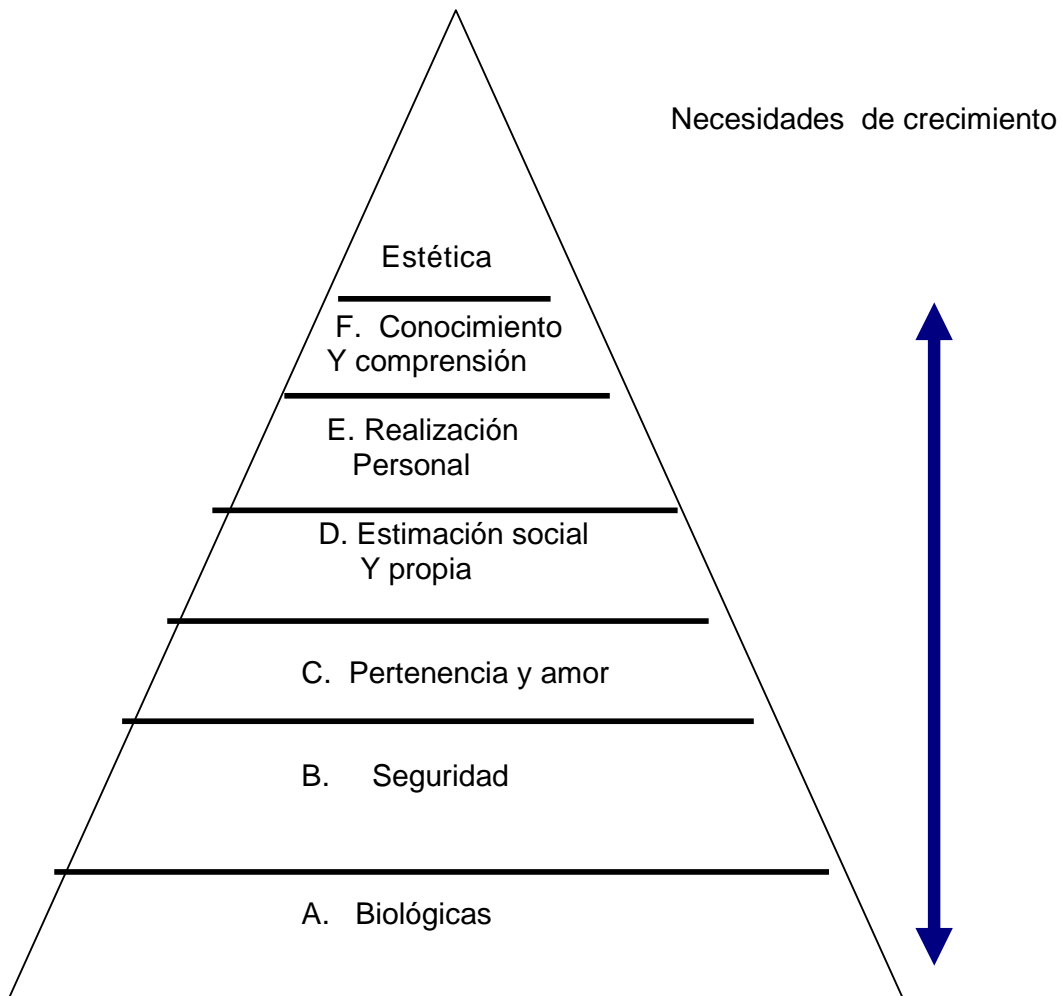 Necesidades de crecimiento
Estética
F. Conocimiento
Y comprensión
E. Realización
Personal
D. Estimación social
Y propia
C. Pertenencia y amor
B. Seguridad
A. Biológicas